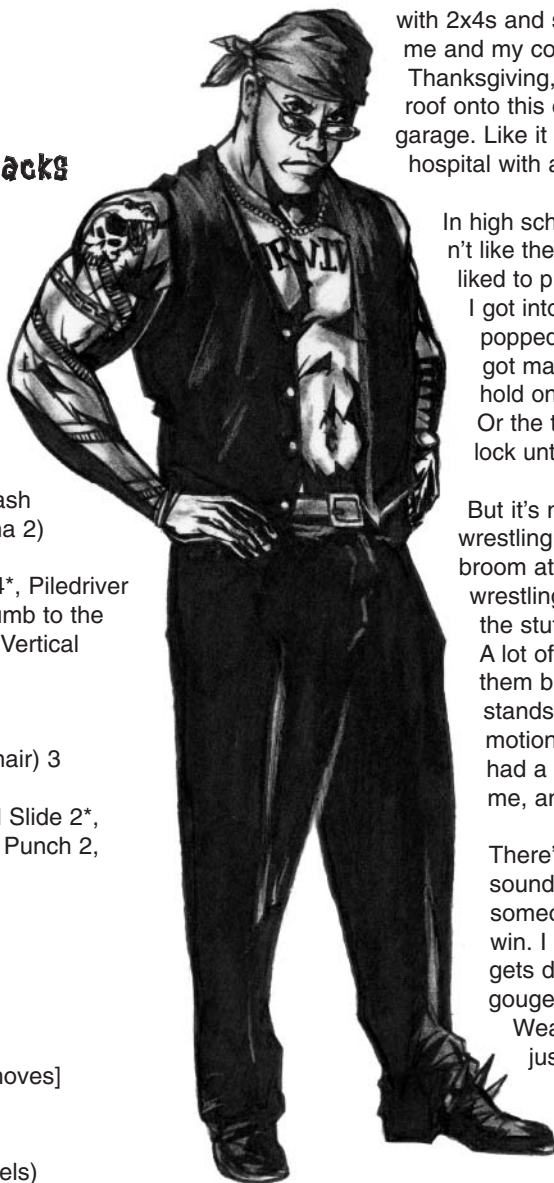 acks
ash
na 2)
4*, Piledriver
umb to the
Vertical
hair) 3
l Slide 2*,
Punch 2,
noves]
els)
RVIV
with 2x4s and s
me and my co
Thanksgiving,
roof onto this
garage. Like it
hospital with a
In high sch
n't like the
liked to p
I got into
popped
got ma
hold on
Or the t
lock unt
But it's n
wrestling
broom at
wrestling
the stuf
A lot of
them b
stands
motion
had a
me, an
There'
sound
someo
win. I
gets d
gouge
Wea
jus